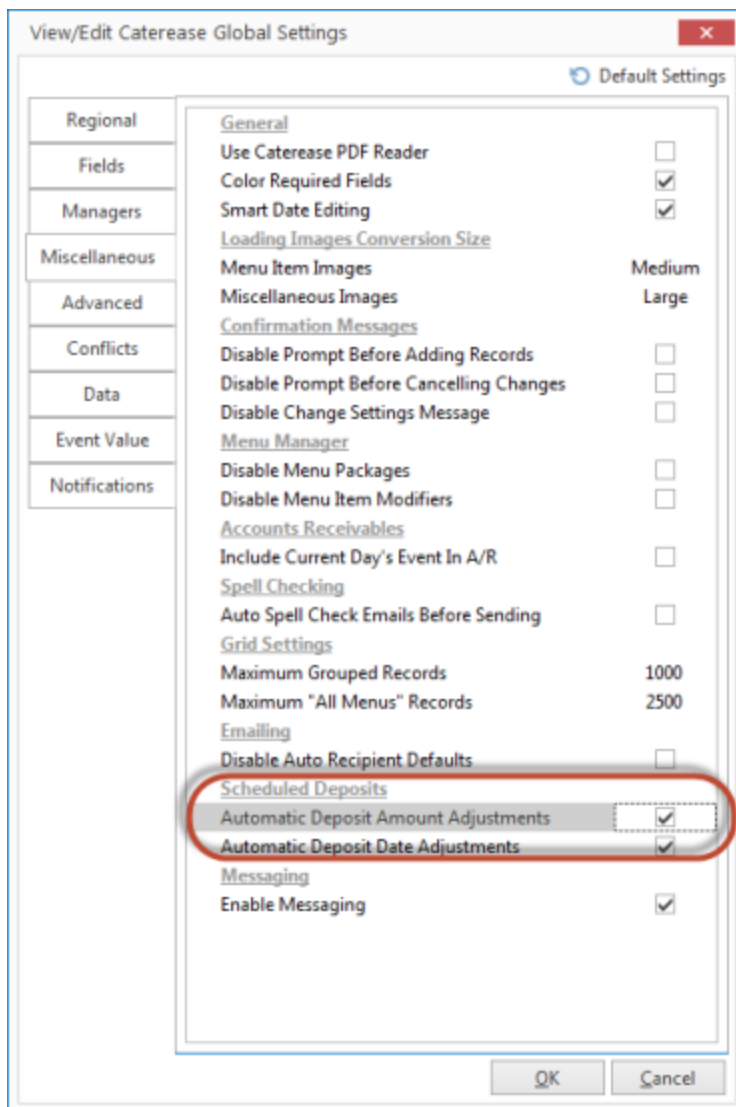 View/Edit Caterease Global Settings
Default Settings
Regional
Fields
Managers
Miscellaneous
Advanced
Conflicts
Data
Event Value
Notifications
General
Use Caterease PDF Reader
Color Required Fields
Smart Date Editing
Loading Images Conversion Size
Menu Item Images Medium
Miscellaneous Images Large
Confirmation Messages
Disable Prompt Before Adding Records
Disable Prompt Before Cancelling Changes
Disable Change Settings Message
Menu Manager
Disable Menu Packages
Disable Menu Item Modifiers
Accounts Receivables
Include Current Day's Event In A/R
Spell Checking
Auto Spell Check Emails Before Sending
Grid Settings
Maximum Grouped Records 1000
Maximum "All Menus" Records 2500
Emailing
Disable Auto Recipient Defaults
Scheduled Deposits
Automatic Deposit Amount Adjustments
Automatic Deposit Date Adjustments
Messaging
Enable Messaging
OK Cancel